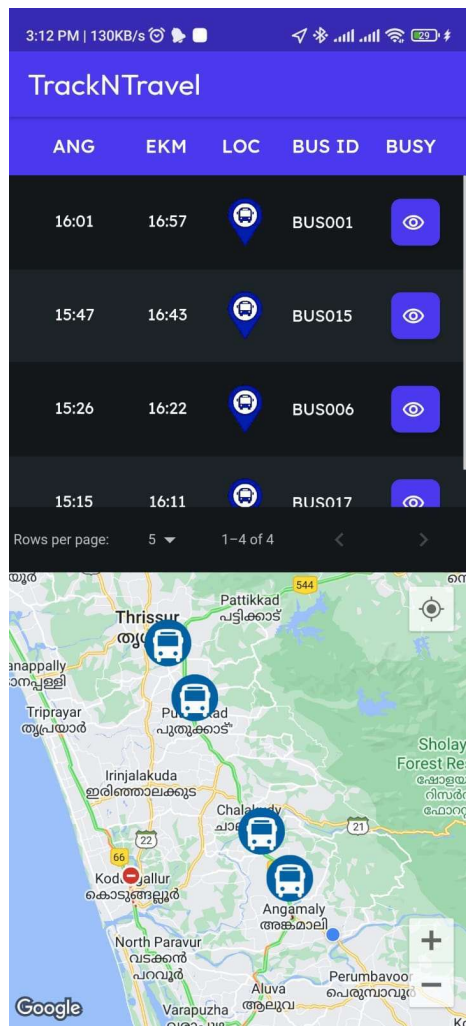 3:12 PM | 130KB/s
29
TrackNTravel
ANG EKM LOC BUS ID BUSY
16:01 16:57 BUS001
15:47 16:43 BUS015
15:26 16:22 BUS006
15:15 16:11 BUS017
Rows per page: 5 1–4 of 4
544
Pattikkad
പട്ടിക്കാട്
Thrissur
Triprayar
തൃപ്രയാർ
പുതുക്കാട്
Sholay
Forest Re
Irinjalakuda
ഇരിങ്ങാലക്കുട
21
22
66
കൊടുങ്ങല്ലൂർ
Angamaly
അങ്കമാലി
North Paravur
വടക്കൻ
പറവൂർ
Perumbavoor
പെരുമ്പാവൂർ
Aluva
ആലുവ
Varapuzha
Google